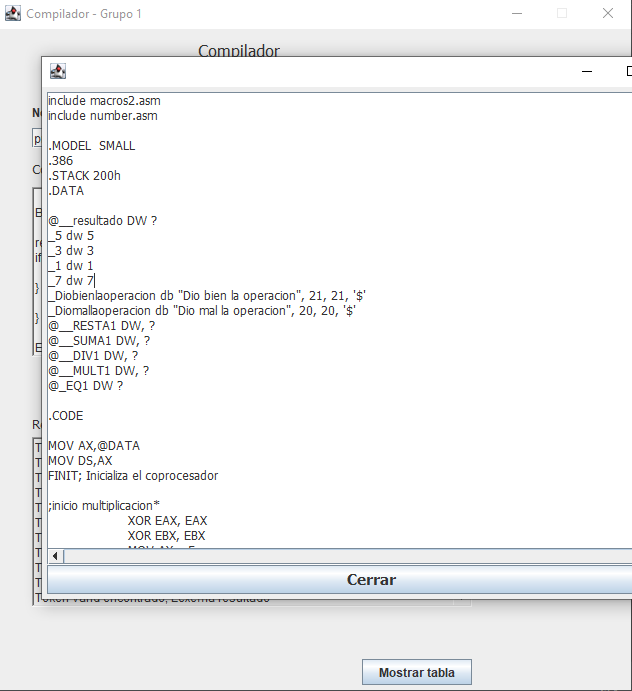 Compilador - Grupo 1
Compilador
include macros2.asm
include number.asm
.MODEL  SMALL
.386
.STACK 200h
.DATA
@__resultado DW ?
_5 dw 5
_3 dw 3
_1 dw 1
_7 dw 7
_Diobienlaoperacion db "Dio bien la operacion", 21, 21, '$'
_Diomallaoperacion db "Dio mal la operacion", 20, 20, '$'
@__RESTA1 DW, ?
@__SUMA1 DW, ?
@__DIV1 DW, ?
@__MULT1 DW, ?
@_EQ1 DW ?
.CODE
MOV AX,@DATA
MOV DS,AX
FINIT; Inicializa el coprocesador
;inicio multiplicacion*
XOR EAX, EAX
XOR EBX, EBX
Cerrar
Mostrar tabla